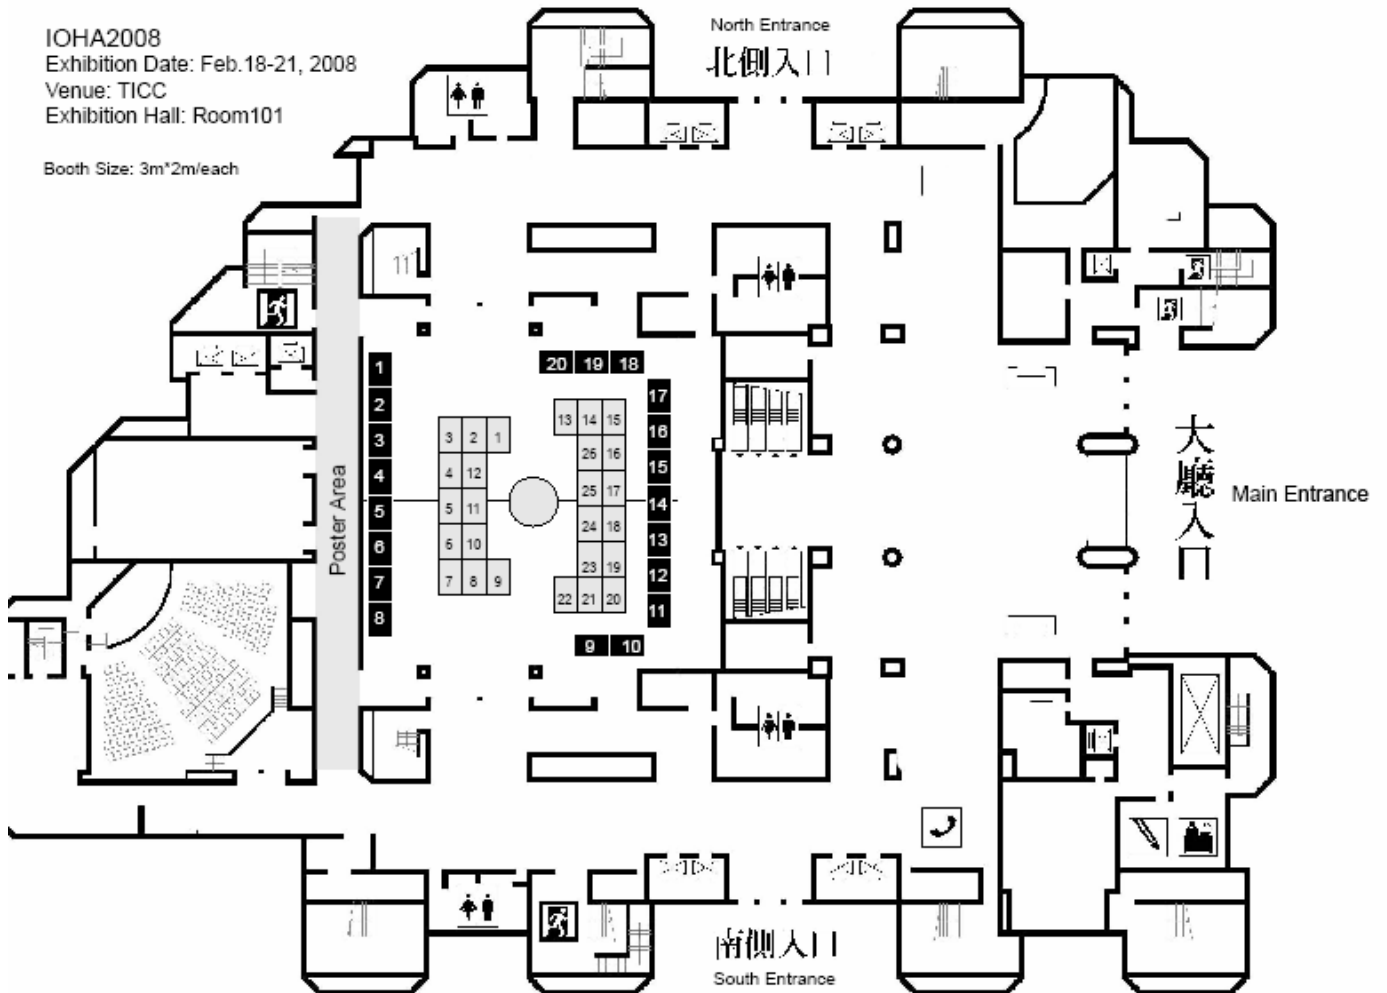 IOHA2008
Exhibition Date: Feb.18-21, 2008
Venue: TICC
Exhibition Hall: Room101
Booth Size: 3m*2m/each
North Entrance
北側入口
20 19 18
1
2
3
4
5
6
7
8
17
16
15
14
13
12
11
9 10
3 2 1
4 12
5 11
6 10
7 8 9
13 14 15
26 16
25 17
24 18
23 19
22 21 20
Poster Area
大廳入口
Main Entrance
南側入口
South Entrance